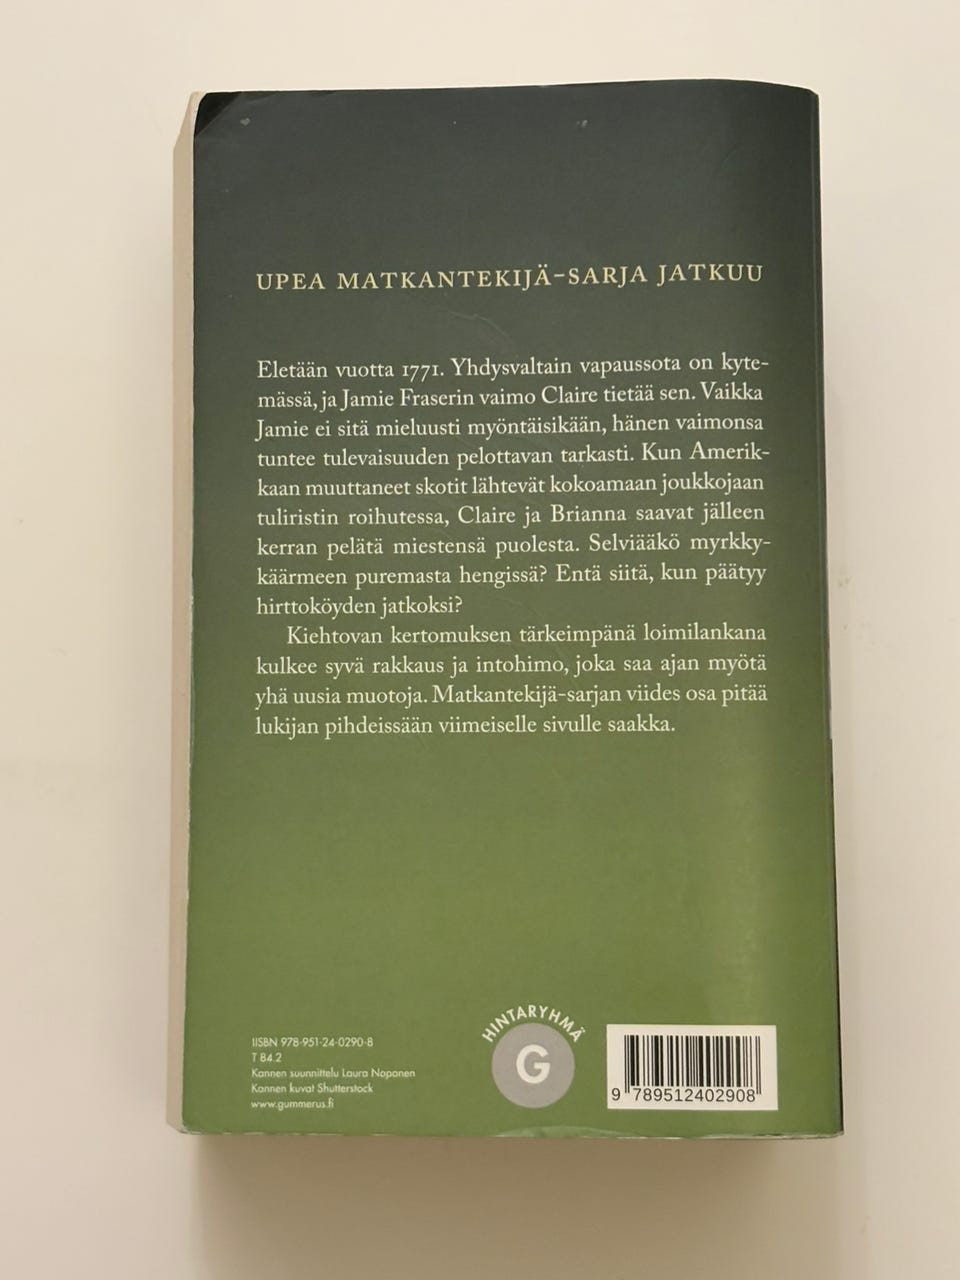 UPEA MATKANTEKIJÄ-SARJA JATKUU
Eletään vuotta 1771. Yhdysvaltain vapaussota on kyte-
mässä, ja Jamie Fraserin vaimo Claire tietää sen. Vaikka
Jamie ei sitä mieluusti myöntäisikään, hänen vaimonsa
tuntee tulevaisuuden pelottavan tarkasti. Kun Amerik-
kaan muuttaneet skotit lähtevät kokoamaan joukkojaan
tuliristin roihutessa, Claire ja Brianna saavat jälleen
kerran pelätä miestensä puolesta. Selviääkö myrkky-
käärmeen puremasta hengissä? Entä siitä, kun päätyy
hirttoköyden jatkoksi?
Kiehtovan kertomuksen tärkeimpänä loimilankana
kulkee syvä rakkaus ja intohimo, joka saa ajan myötä
yhä uusia muotoja. Matkantekijä-sarjan viides osa pitää
lukijan pihdeissään viimeiselle sivulle saakka.
IISBN 978-951-24-0290-8
T 84.2
Kannen suunnittelu Laura Noponen
Kannen kuvat Shutterstock
www.gummerus.fi
HINTARYHMÄ
G
9 789512 402908